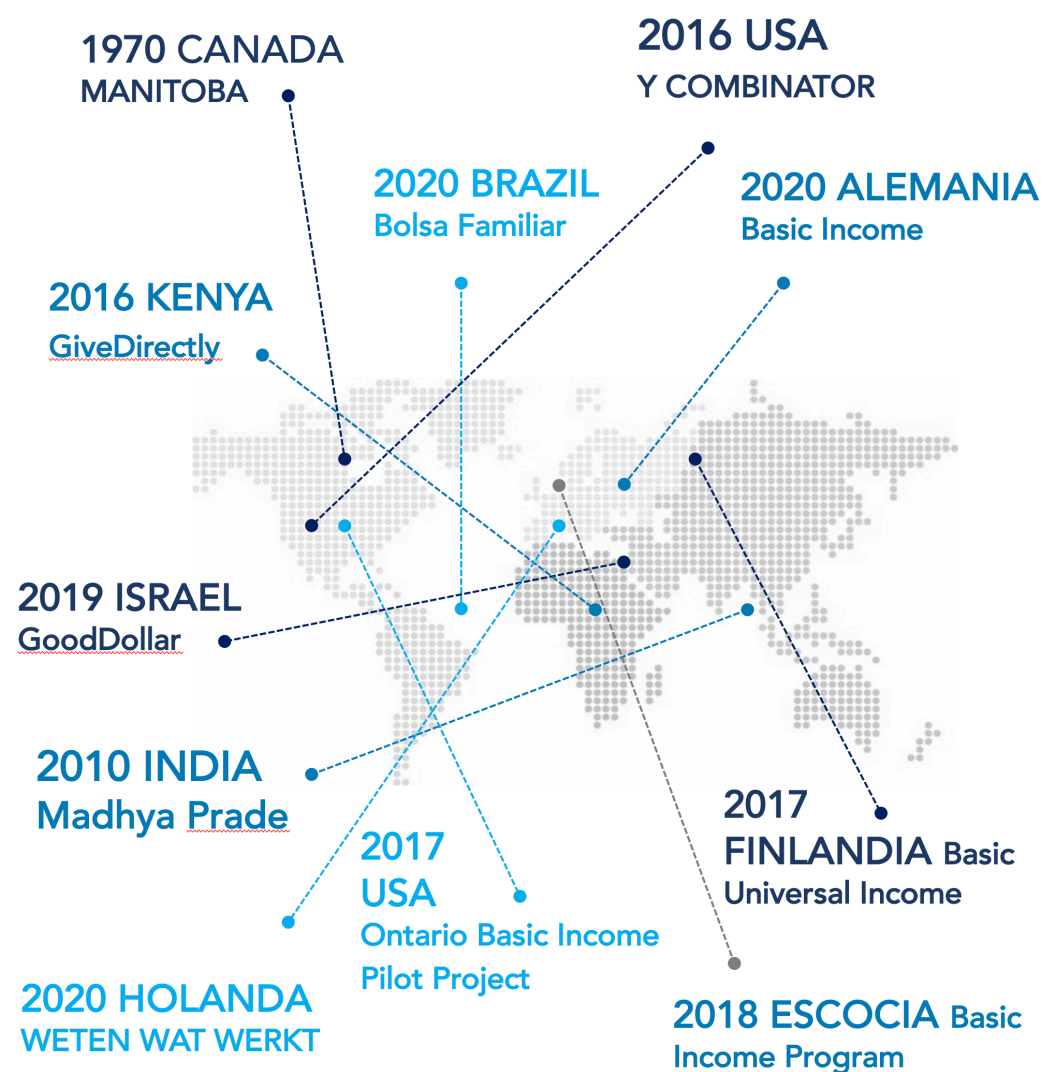 1970 CANADA
MANITOBA
2016 USA
Y COMBINATOR
2020 BRAZIL
Bolsa Familiar
2020 ALEMANIA
Basic Income
2016 KENYA
GiveDirectly
2019 ISRAEL
GoodDollar
2010 INDIA
Madhya Prade
2017
USA
Ontario Basic Income
Pilot Project
2017
FINLANDIA Basic
Universal Income
2020 HOLANDA
WETEN WAT WERKT
2018 ESCOCIA Basic
Income Program